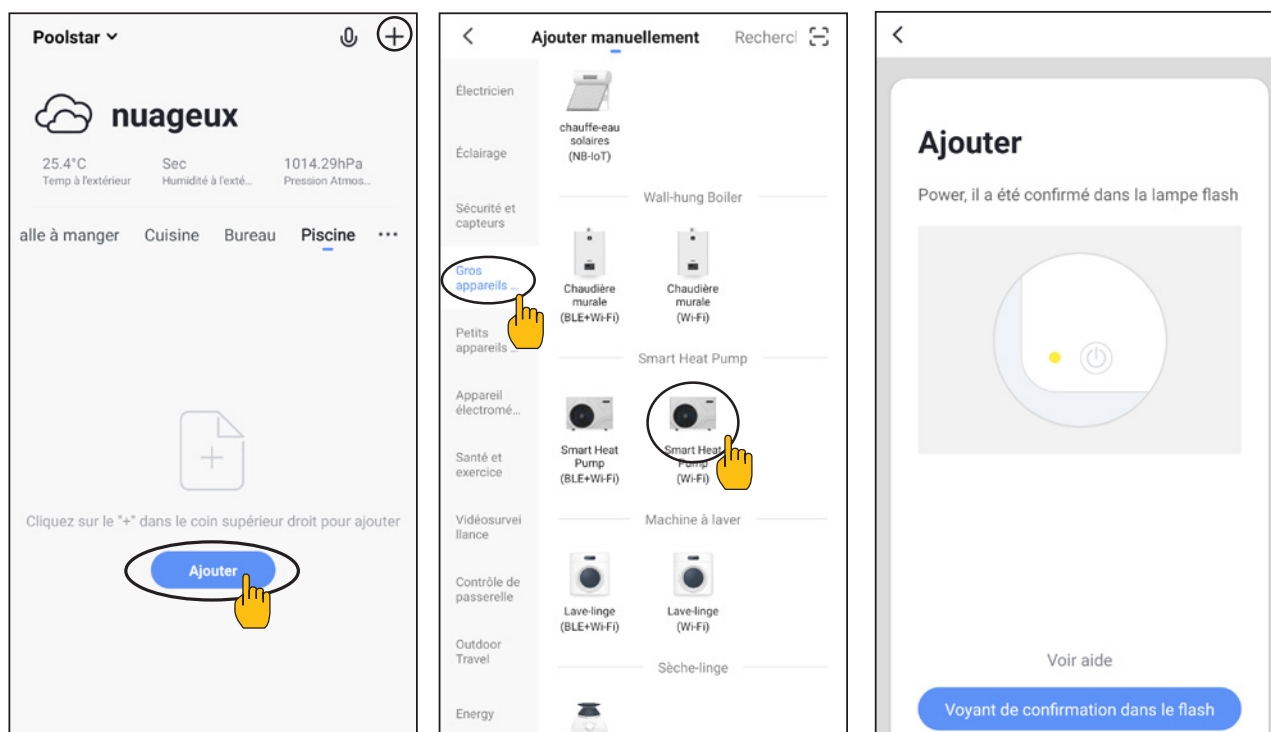 Poolstar
nuageux
25.4°C Sec 1014.29hPa
Temp à l'extérieur Humidité à l'exté... Pression Atmos...
alle à manger Cuisine Bureau Piscine ...
Cliquez sur le "+" dans le coin supérieur droit pour ajouter
Ajouter
Ajouter manuellement Rechercl
Électricien
Éclairage
Sécurité et
capteurs
Gros
appareils ...
Petits
appareils ...
Appareil
électromé...
Santé et
exercice
Vidéosurvei
llance
Contrôle de
passerelle
Outdoor
Travel
Energy
chauffe-eau
solaires
(NB-IoT)
Wall-hung Boiler
Chaudière
murale
(BLE+Wi-Fi)
Chaudière
murale
(Wi-Fi)
Smart Heat Pump
Smart Heat
Pump
(BLE+Wi-Fi)
Smart Heat
Pump
(Wi-Fi)
Machine à laver
Lave-linge
(BLE+Wi-Fi)
Lave-linge
(Wi-Fi)
Sèche-linge
Ajouter
Power, il a été confirmé dans la lampe flash
Voir aide
Voyant de confirmation dans le flash